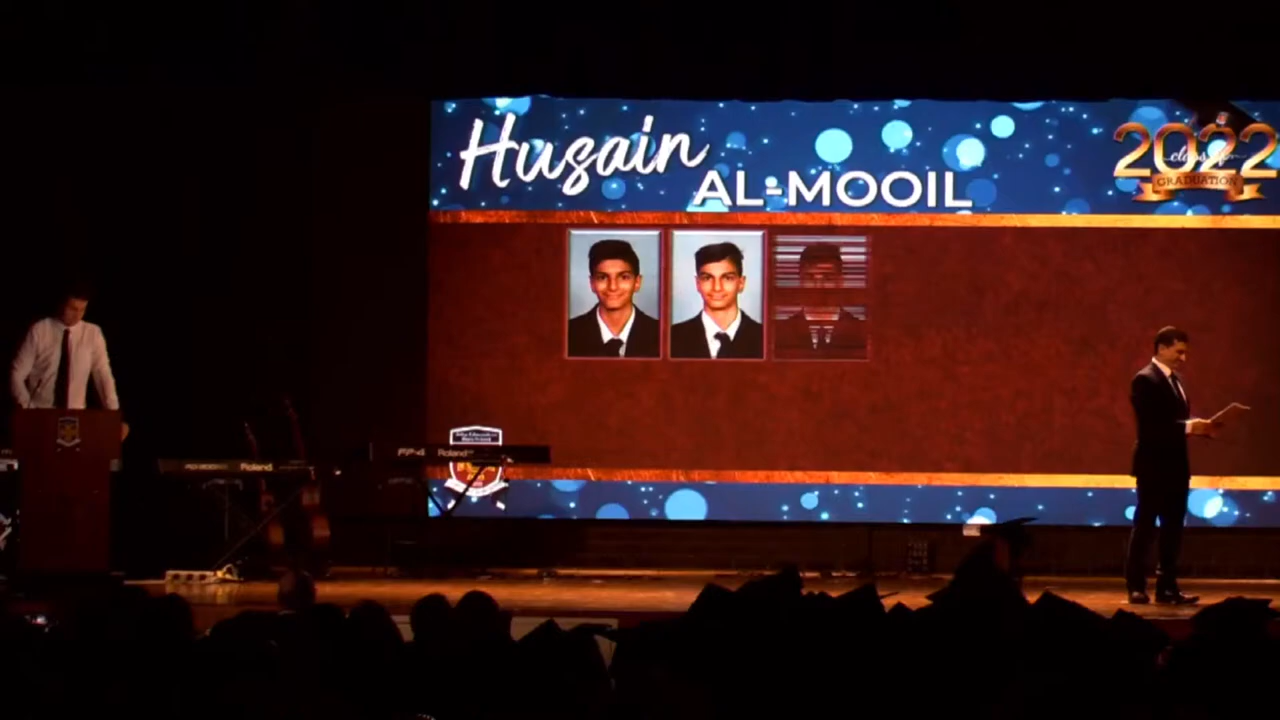 Husain
AL-MOOIL
2022
class of
GRADUATION
FP-4 Roland
Roland